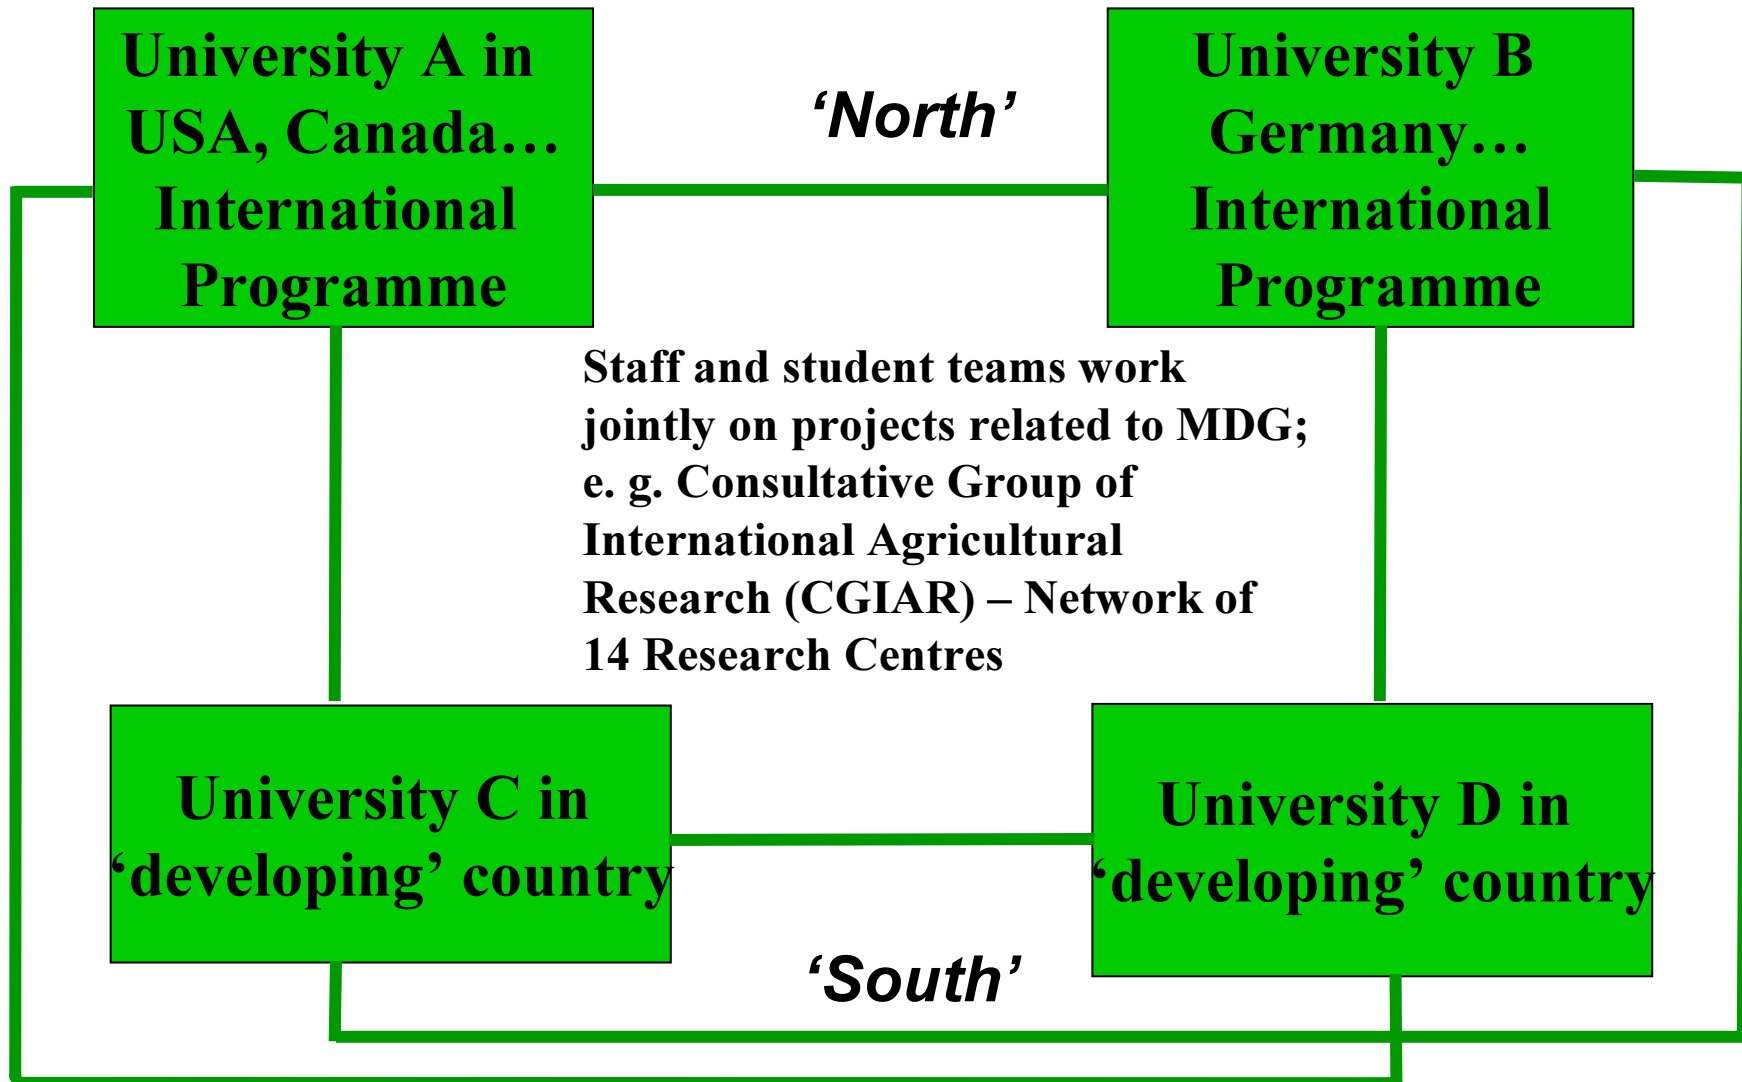 University A in
USA, Canada…
International
Programme
‘North’
University B
Germany…
International
Programme
Staff and student teams work
jointly on projects related to MDG;
e. g. Consultative Group of
International Agricultural
Research (CGIAR) – Network of
14 Research Centres
University C in
‘developing’ country
University D in
‘developing’ country
‘South’